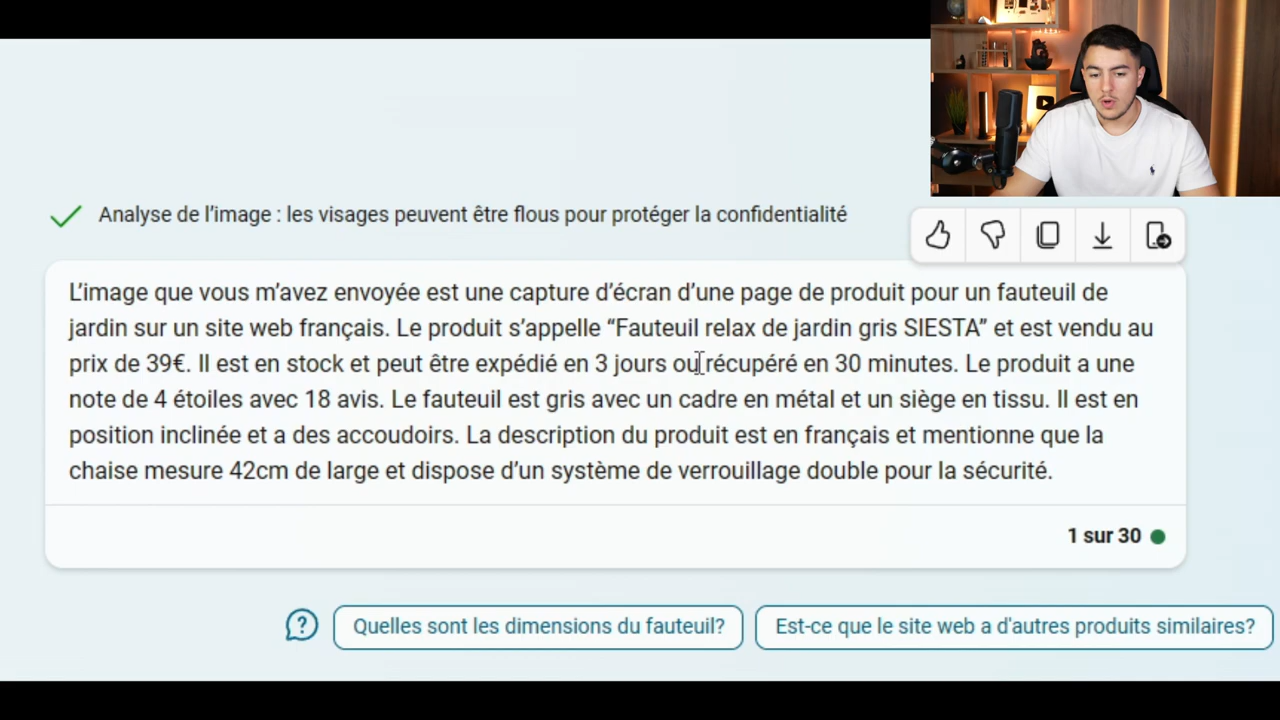 Analyse de l’image : les visages peuvent être flous pour protéger la confidentialité
L’image que vous m’avez envoyée est une capture d’écran d’une page de produit pour un fauteuil de
jardin sur un site web français. Le produit s’appelle “Fauteuil relax de jardin gris SIESTA” et est vendu au
prix de 39€. Il est en stock et peut être expédié en 3 jours ou récupéré en 30 minutes. Le produit a une
note de 4 étoiles avec 18 avis. Le fauteuil est gris avec un cadre en métal et un siège en tissu. Il est en
position inclinée et a des accoudoirs. La description du produit est en français et mentionne que la
chaise mesure 42cm de large et dispose d’un système de verrouillage double pour la sécurité.
1 sur 30
Quelles sont les dimensions du fauteuil?
Est-ce que le site web a d'autres produits similaires?